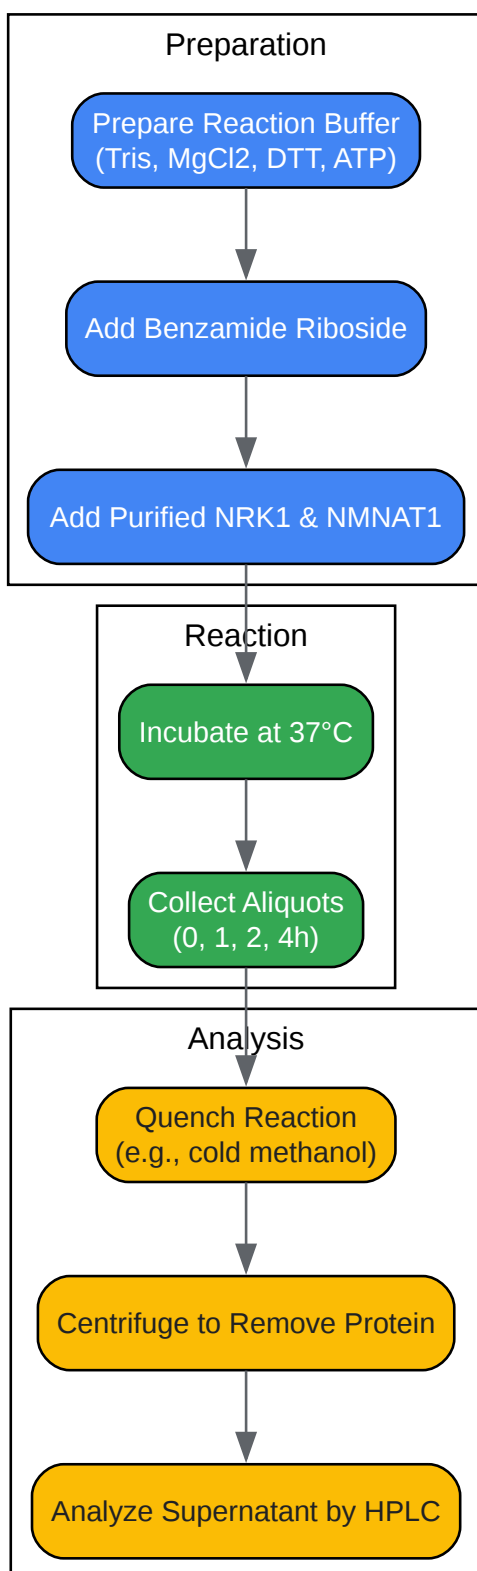 Preparation
Prepare Reaction Buffer
(Tris, MgCl2, DTT, ATP)
Add Benzamide Riboside
Add Purified NRK1 & NMNAT1
Reaction
Incubate at 37°C
Collect Aliquots
(0, 1, 2, 4h)
Analysis
Quench Reaction
(e.g., cold methanol)
Centrifuge to Remove Protein
Analyze Supernatant by HPLC